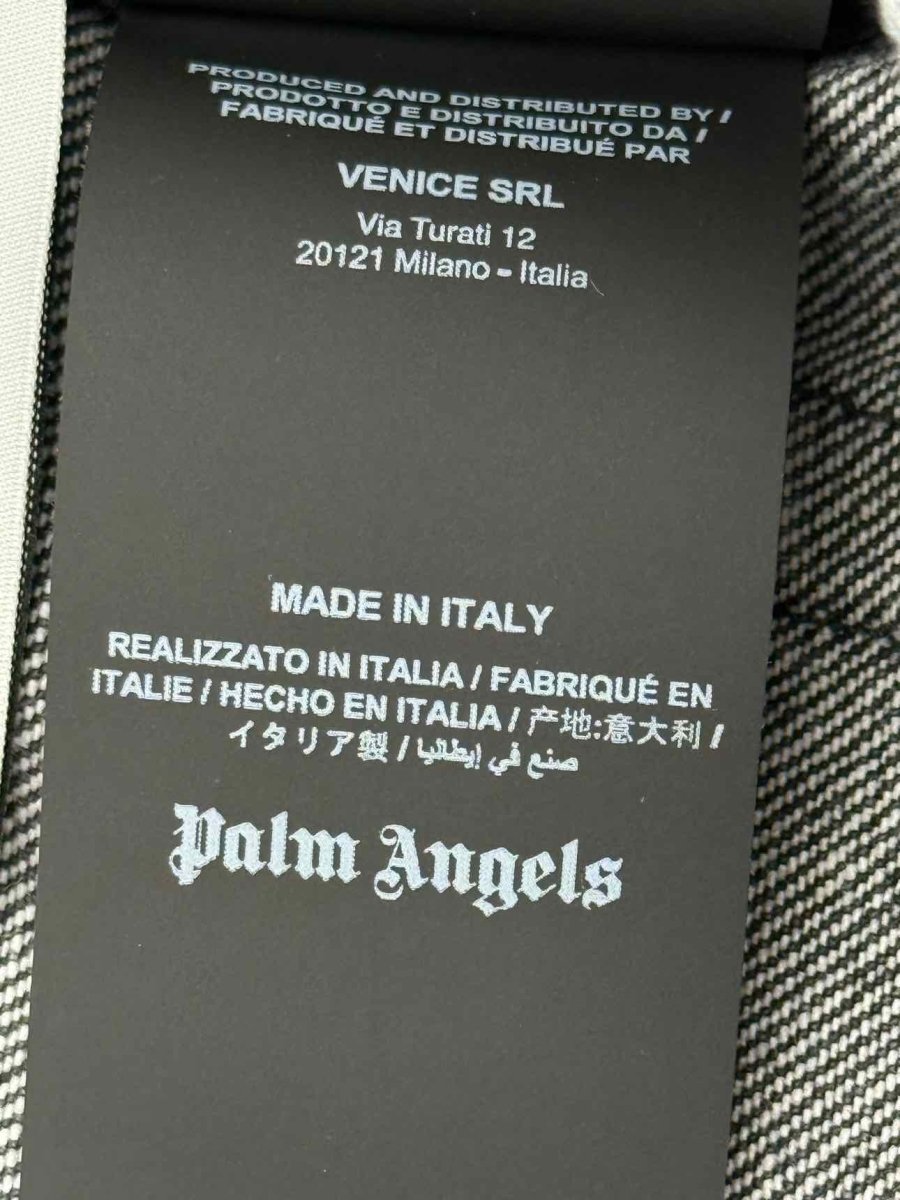 PRODUCED AND DISTRIBUTED BY /
PRODOTTO E DISTRIBUITO DA /
FABRIQUÉ ET DISTRIBUÉ PAR
VENICE SRL
Via Turati 12
20121 Milano - Italia
MADE IN ITALY
REALIZZATO IN ITALIA / FABRIQUÉ EN
ITALIE / HECHO EN ITALIA / 产地:意大利 /
イタリア製 / صنع في إيطاليا
Palm Angels